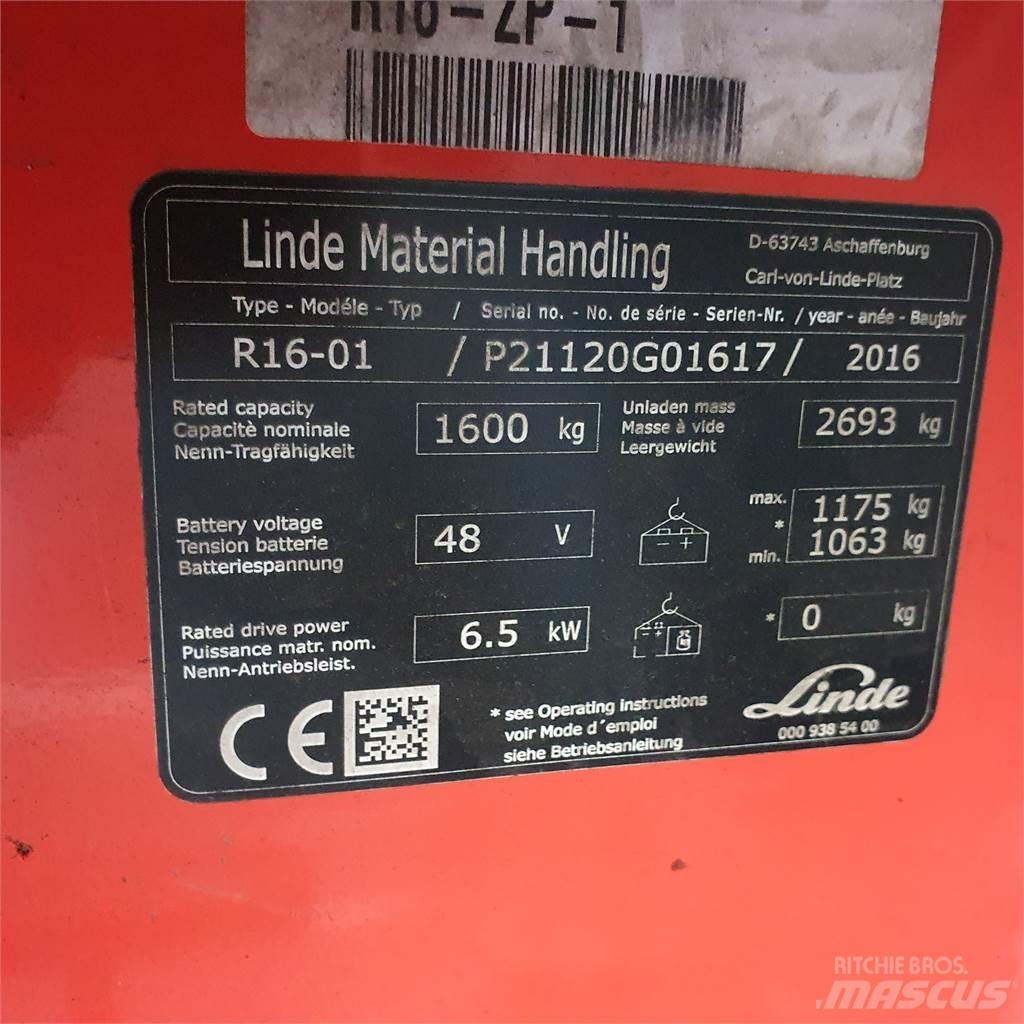 R16-ZP-1
Linde Material Handling
D-63743 Aschaffenburg
Carl-von-Linde-Platz
Type - Modéle - Typ / Serial no. - No. de série - Serien-Nr. / year - anée - Baujahr
R16-01 / P21120G01617 / 2016
Rated capacity
Capacitè nominale
Nenn-Tragfähigkeit
1600 kg
Unladen mass
Masse à vide
Leergewicht
2693 kg
Battery voltage
Tension batterie
Batteriespannung
48 V
max. 1175 kg
*
min. 1063 kg
Rated drive power
Puissance matr. nom.
Nenn-Antriebsleist.
6.5 kW
* 0 kg
CE
* see Operating instructions
voir Mode d´emploi
siehe Betriebsanleitung
Linde
000 938 54 00
RITCHIE BROS.
MASCUS